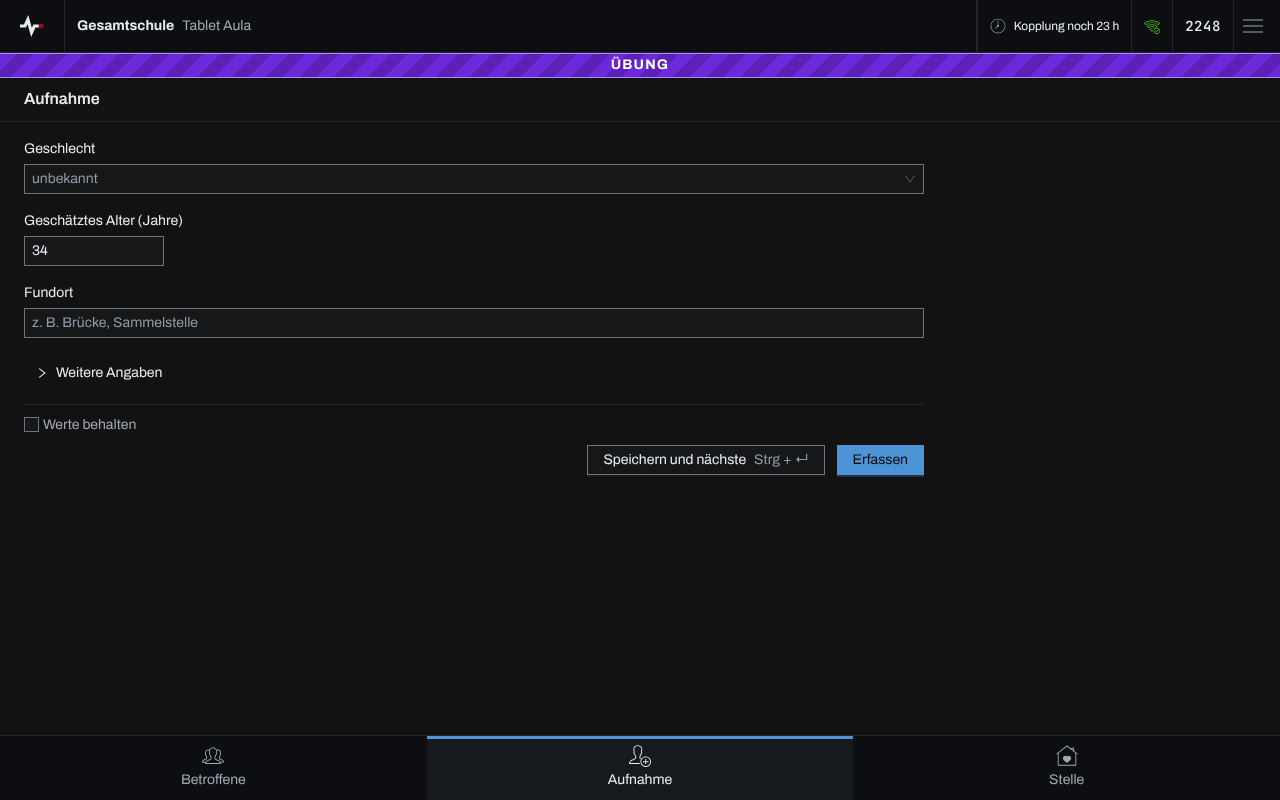 Gesamtschule Tablet Aula
Kopplung noch 23 h
2248
ÜBUNG
Aufnahme
Geschlecht
unbekannt
Geschätztes Alter (Jahre)
34
Fundort
z. B. Brücke, Sammelstelle
Weitere Angaben
Werte behalten
Speichern und nächste Strg + ↵
Erfassen
Betroffene
Aufnahme
Stelle